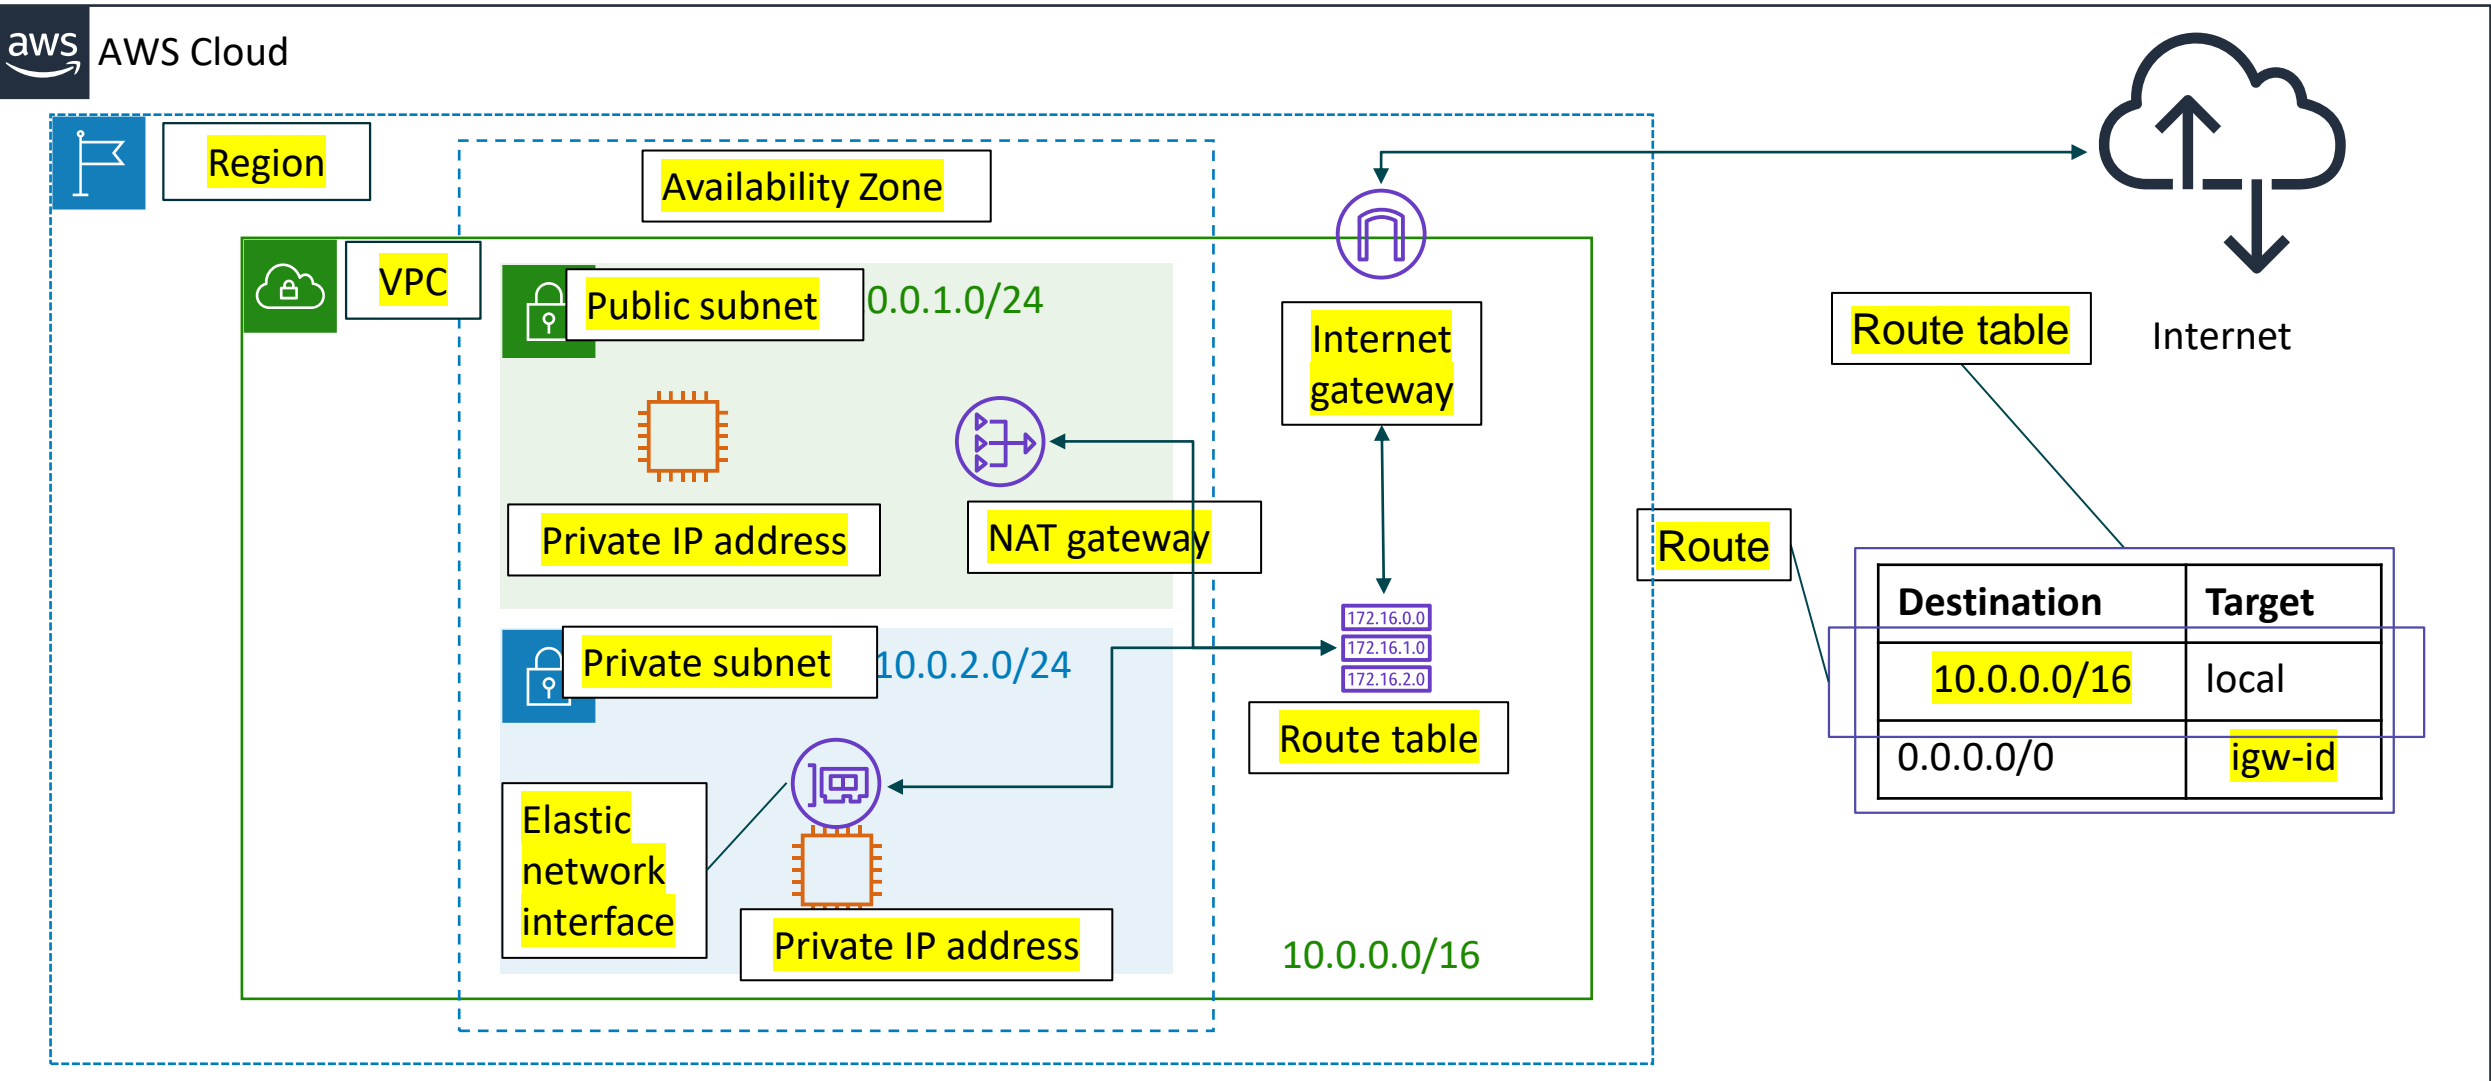 aws
AWS Cloud
Region
Availability Zone
VPC
Public subnet
0.0.1.0/24
Internet
gateway
Route table
Internet
Private IP address
NAT gateway
Route
172.16.0.0
172.16.1.0
172.16.2.0
Route table
Destination Target
10.0.0.0/16 local
0.0.0.0/0 igw-id
Private subnet
10.0.2.0/24
Elastic
network
interface
Private IP address
10.0.0.0/16